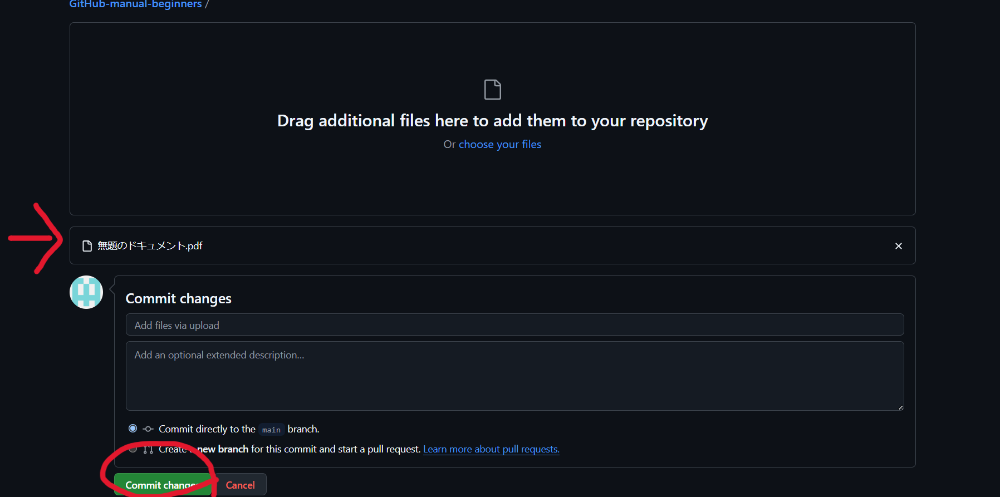 GitHub-manual-beginners /
Drag additional files here to add them to your repository
Or choose your files
無題のドキュメント.pdf
Commit changes
Add files via upload
Add an optional extended description...
Commit directly to the main branch.
Create a new branch for this commit and start a pull request. Learn more about pull requests.
Commit changes
Cancel